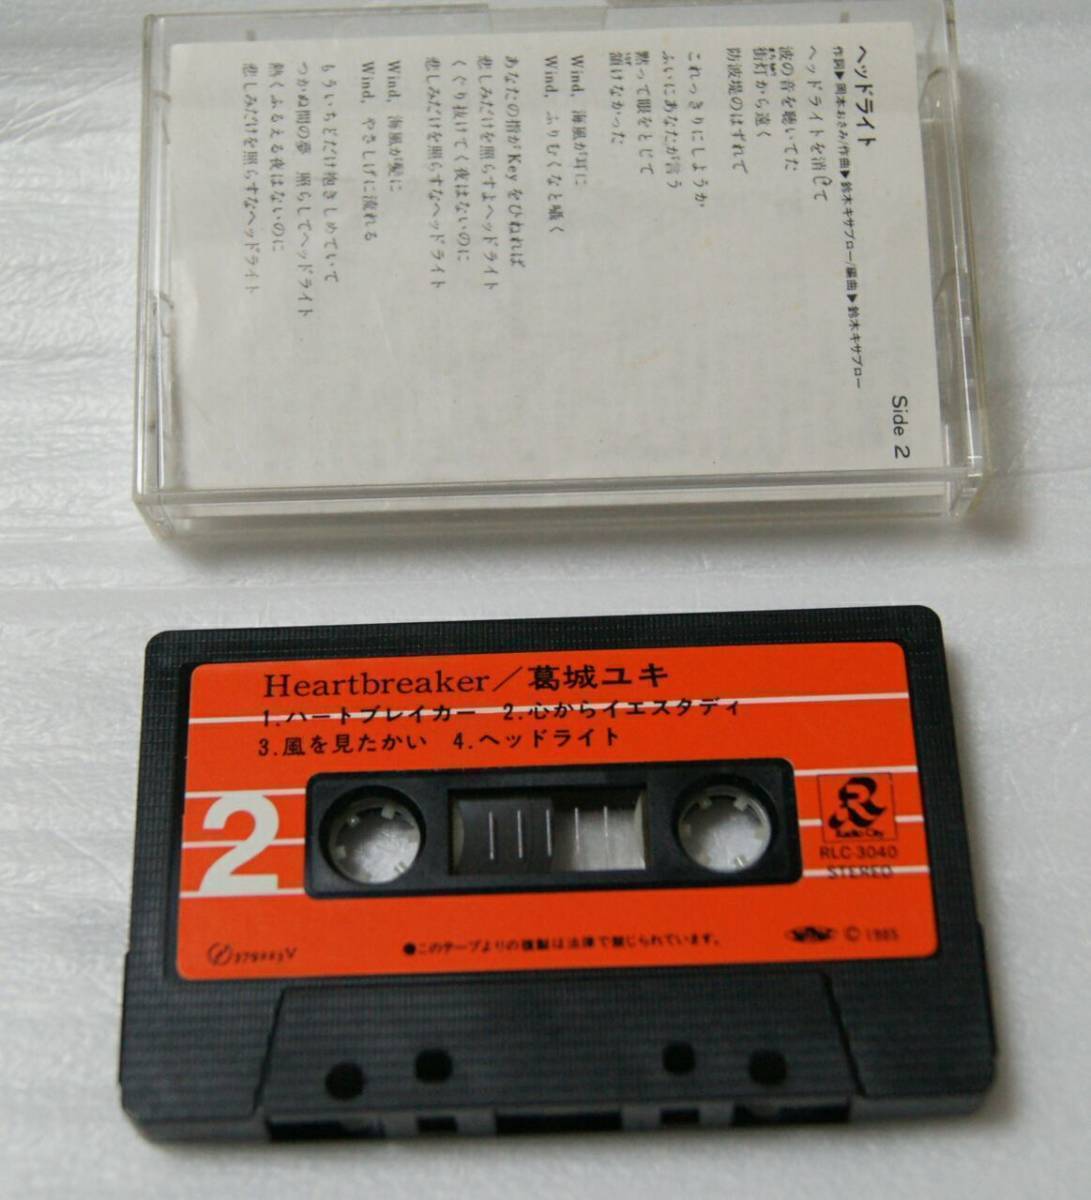 Side 2
ヘッドライト
作詞▶岡本おさみ/作曲▶鈴木キサブロー/編曲▶鈴木キサブロー
ヘッドライトを消して
波の音を聴いてた
街灯から遠く
防波堤のはずれで
これっきりにしようか
ふいにあなたが言う
黙って眼をとじて
頷けなかった
Wind, 海風が耳に
Wind, ふりむくなと囁く
あなたの指がKeyをひねれば
悲しみだけを照らすよヘッドライト
くぐり抜けてく夜はないのに
悲しみだけを照らすなヘッドライト
Wind, 海風が髪に
Wind, やさしげに流れる
もういちどだけ抱きしめていて
つかぬ間の夢 照らしてヘッドライト
熱くふるえる夜はないのに
悲しみだけを照らすなヘッドライト
Heartbreaker/葛城ユキ
1.ハートブレイカー 2.心からイエスタディ
3.風を見たかい 4.ヘッドライト
2
Radio City
RLC-3040
STEREO
●このテープよりの複製は法律で禁じられています。
© 1985